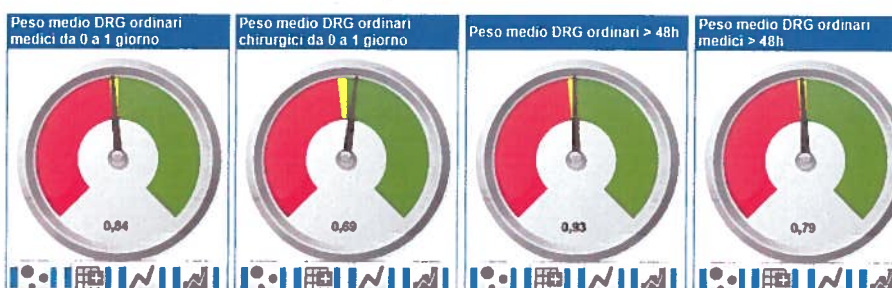 Peso medio DRG ordinari
medici da 0 a 1 giorno
Peso medio DRG ordinari
chirurgici da 0 a 1 giorno
Peso medio DRG ordinari > 48h
Peso medio DRG ordinari
medici > 48h
0,84
0,69
0,93
0,79